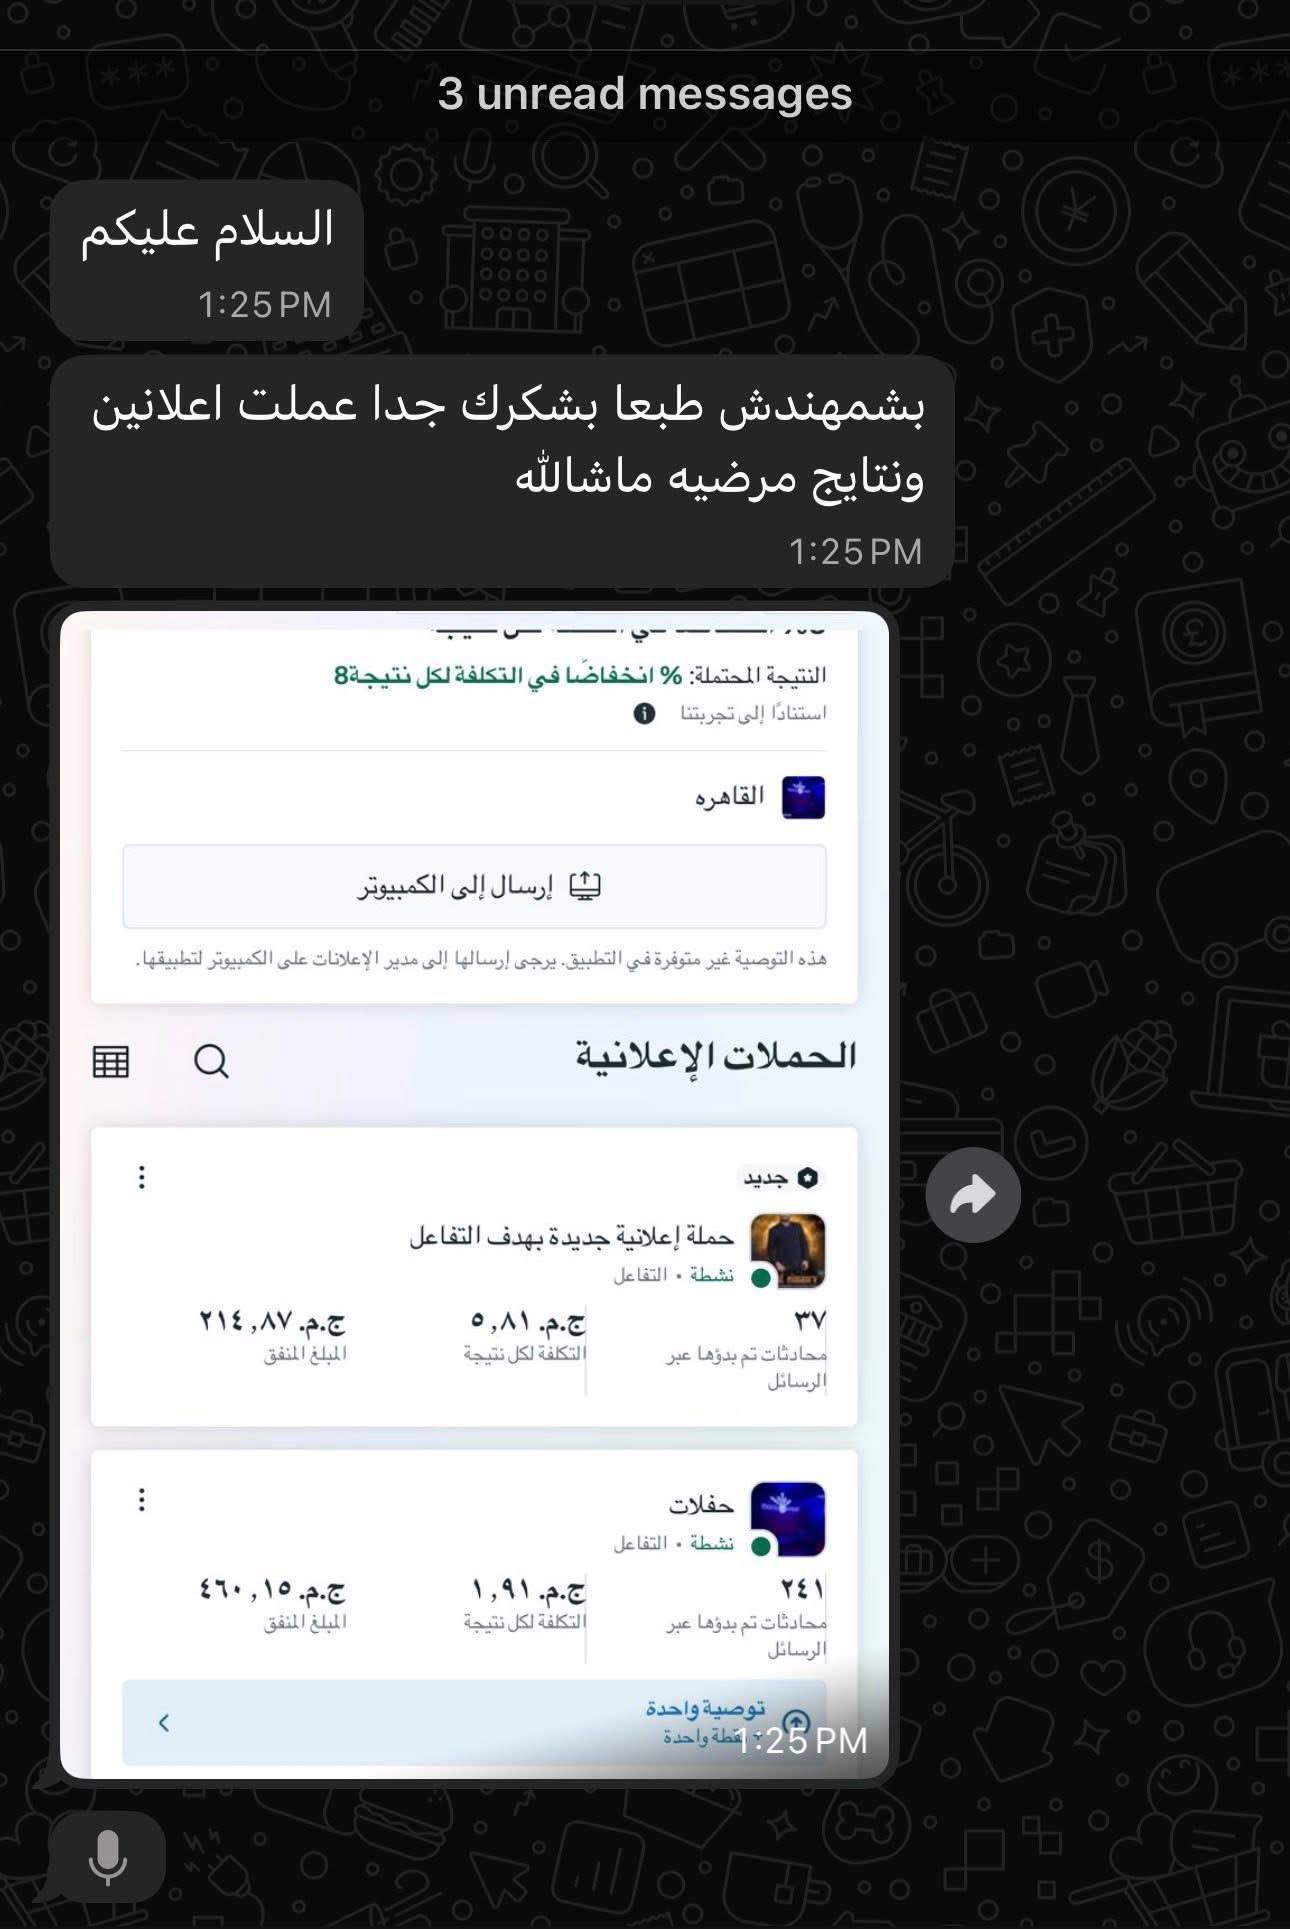 3 unread messages
السلام عليكم
1:25 PM
بشمهندش طبعا بشكرك جدا عملت اعلانين
ونتايج مرضيه ماشالله
1:25 PM
النتيجة المحتملة: % انخفاضًا في التكلفة لكل نتيجة8
استنادًا إلى تجربتنا
القاهره
إرسال إلى الكمبيوتر
هذه التوصية غير متوفرة في التطبيق. يرجى إرسالها إلى مدير الإعلانات على الكمبيوتر لتطبيقها.
الحملات الإعلانية
جديد
حملة إعلانية جديدة بهدف التفاعل
نشطة • التفاعل
٣٧ ج.م. ٥,٨١ ج.م. ٢١٤,٨٧
محادثات تم بدؤها عبر التكلفة لكل نتيجة المبلغ المنفق
الرسائل
حفلات
نشطة • التفاعل
٢٤١ ج.م. ١,٩١ ج.م. ٤٦٠,١٥
محادثات تم بدؤها عبر التكلفة لكل نتيجة المبلغ المنفق
الرسائل
توصية واحدة
نقطة واحدة
1:25 PM